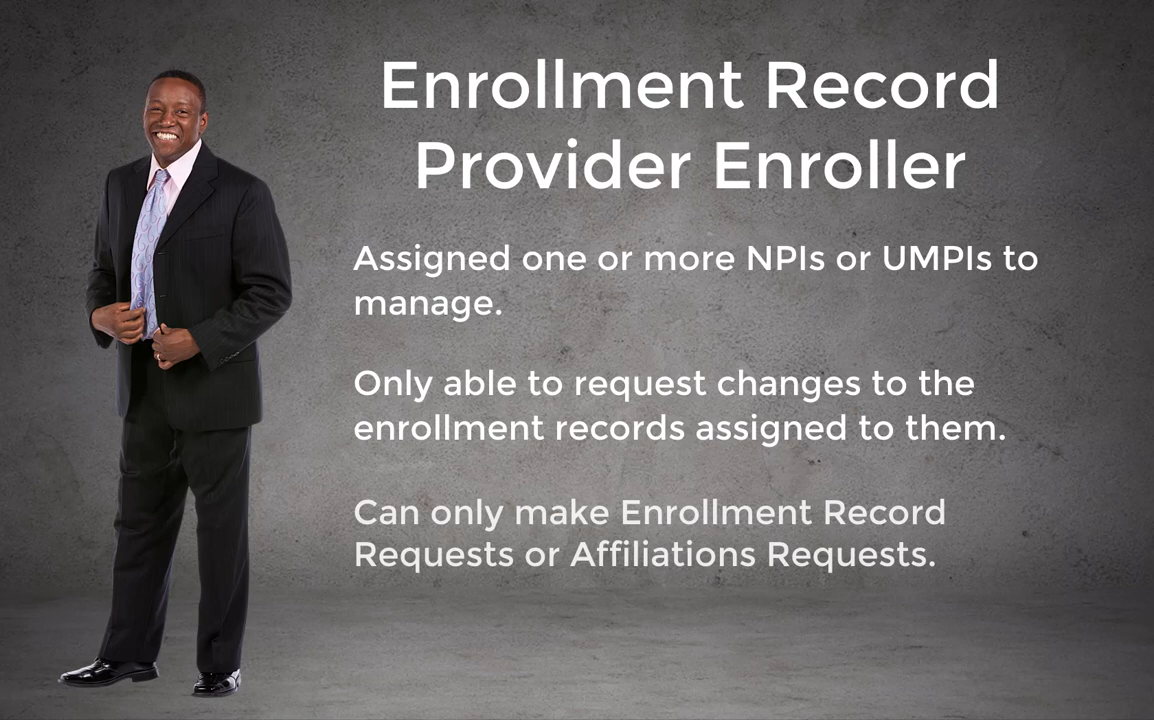 Enrollment Record
Provider Enroller
Assigned one or more NPIs or UMPIs to
manage.
Only able to request changes to the
enrollment records assigned to them.
Can only make Enrollment Record
Requests or Affiliations Requests.